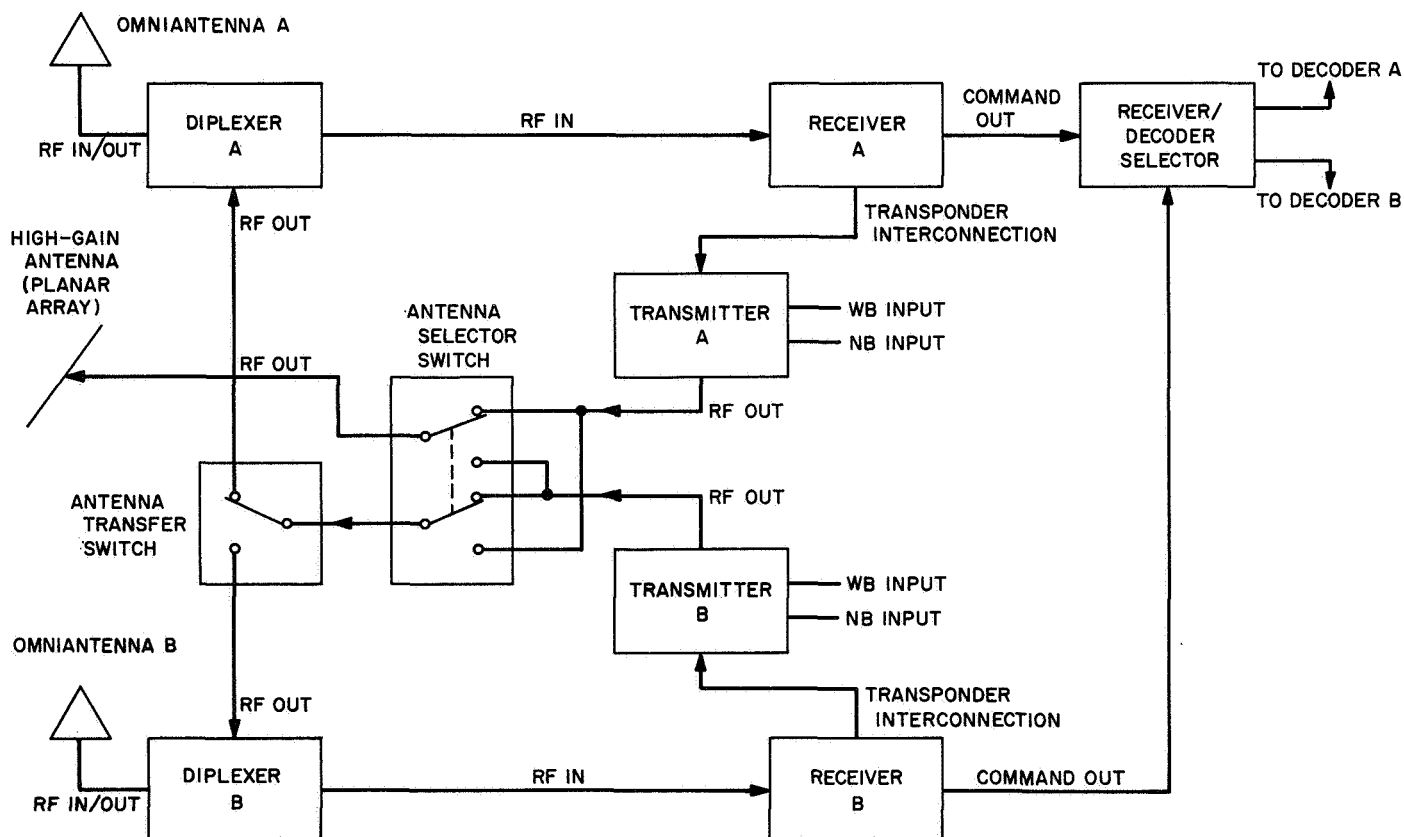 OMNIANTENNA A
RF IN/OUT
DIPLEXER
A
RF IN
RECEIVER
A
COMMAND
OUT
RECEIVER/
DECODER
SELECTOR
TO DECODER A
TO DECODER B
RF OUT
TRANSPONDER
INTERCONNECTION
HIGH-GAIN
ANTENNA
(PLANAR
ARRAY)
RF OUT
ANTENNA
SELECTOR
SWITCH
TRANSMITTER
A
WB INPUT
NB INPUT
RF OUT
ANTENNA
TRANSFER
SWITCH
RF OUT
TRANSMITTER
B
WB INPUT
NB INPUT
OMNIANTENNA B
RF OUT
TRANSPONDER
INTERCONNECTION
RF IN/OUT
DIPLEXER
B
RF IN
RECEIVER
B
COMMAND OUT